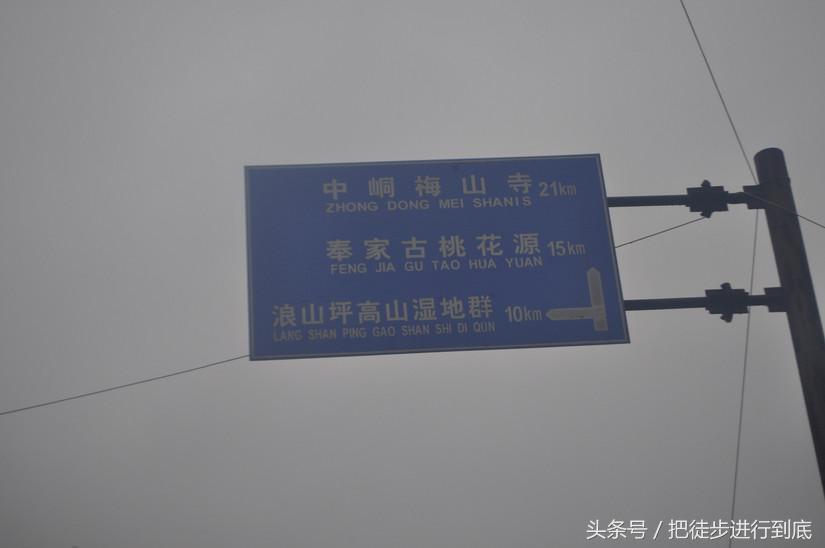 中峒梅山寺 21km
ZHONG DONG MEI SHANIS
奉家古桃花源 15km
FENG JIA GU TAO HUA YUAN
浪山坪高山湿地群 10km
LANG SHAN PING GAO SHAN SHI DI QUN
头条号 / 把徒步进行到底